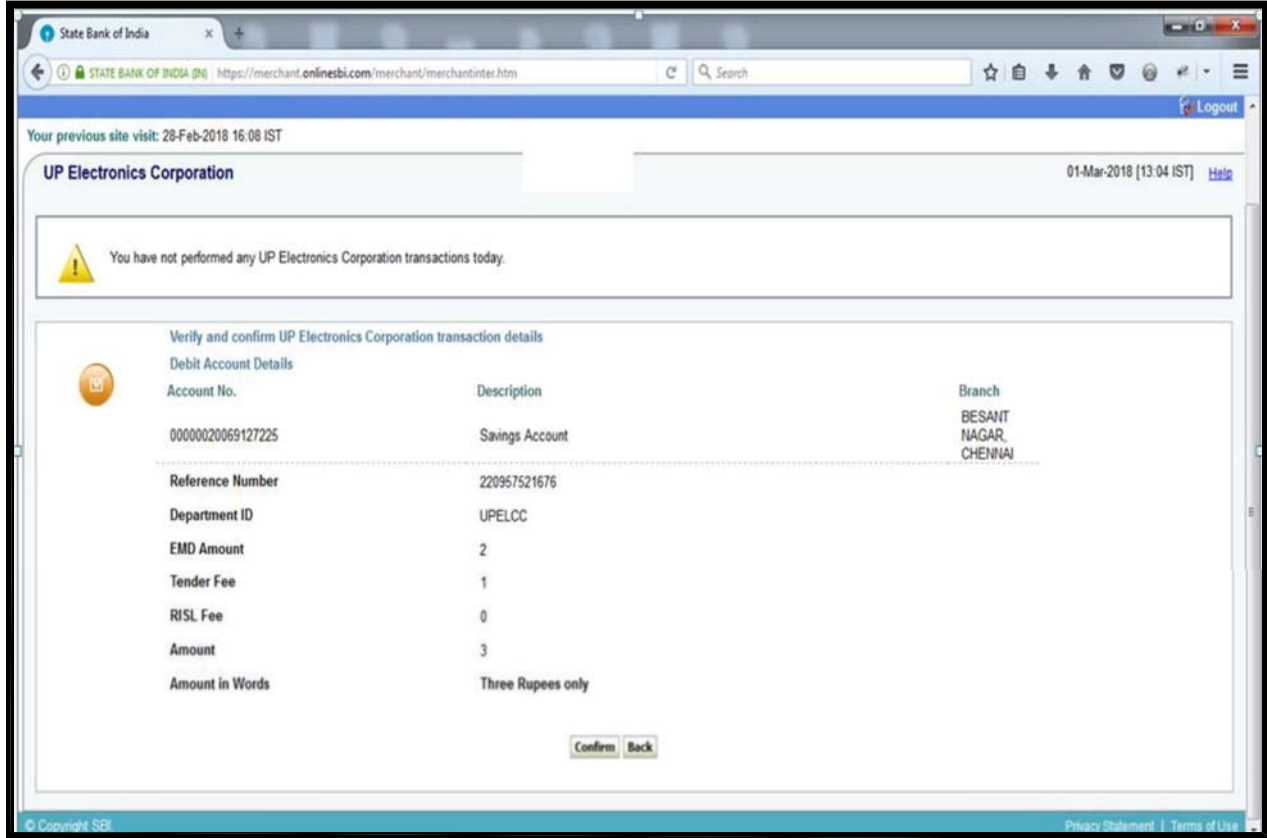 State Bank of India
STATE BANK OF INDIA (IN) https://merchant.onlinesbi.com/merchant/merchantinter.htm Search
Logout
Your previous site visit: 28-Feb-2018 16:08 IST
UP Electronics Corporation 01-Mar-2018 [13:04 IST] Help
You have not performed any UP Electronics Corporation transactions today.
Verify and confirm UP Electronics Corporation transaction details
Debit Account Details
Account No. Description Branch
00000020069127225 Savings Account BESANT NAGAR, CHENNAI
Reference Number 220957521676
Department ID UPELCC
EMD Amount 2
Tender Fee 1
RISL Fee 0
Amount 3
Amount in Words Three Rupees only
Confirm Back
© Copyright SBI. Privacy Statement | Terms of Use